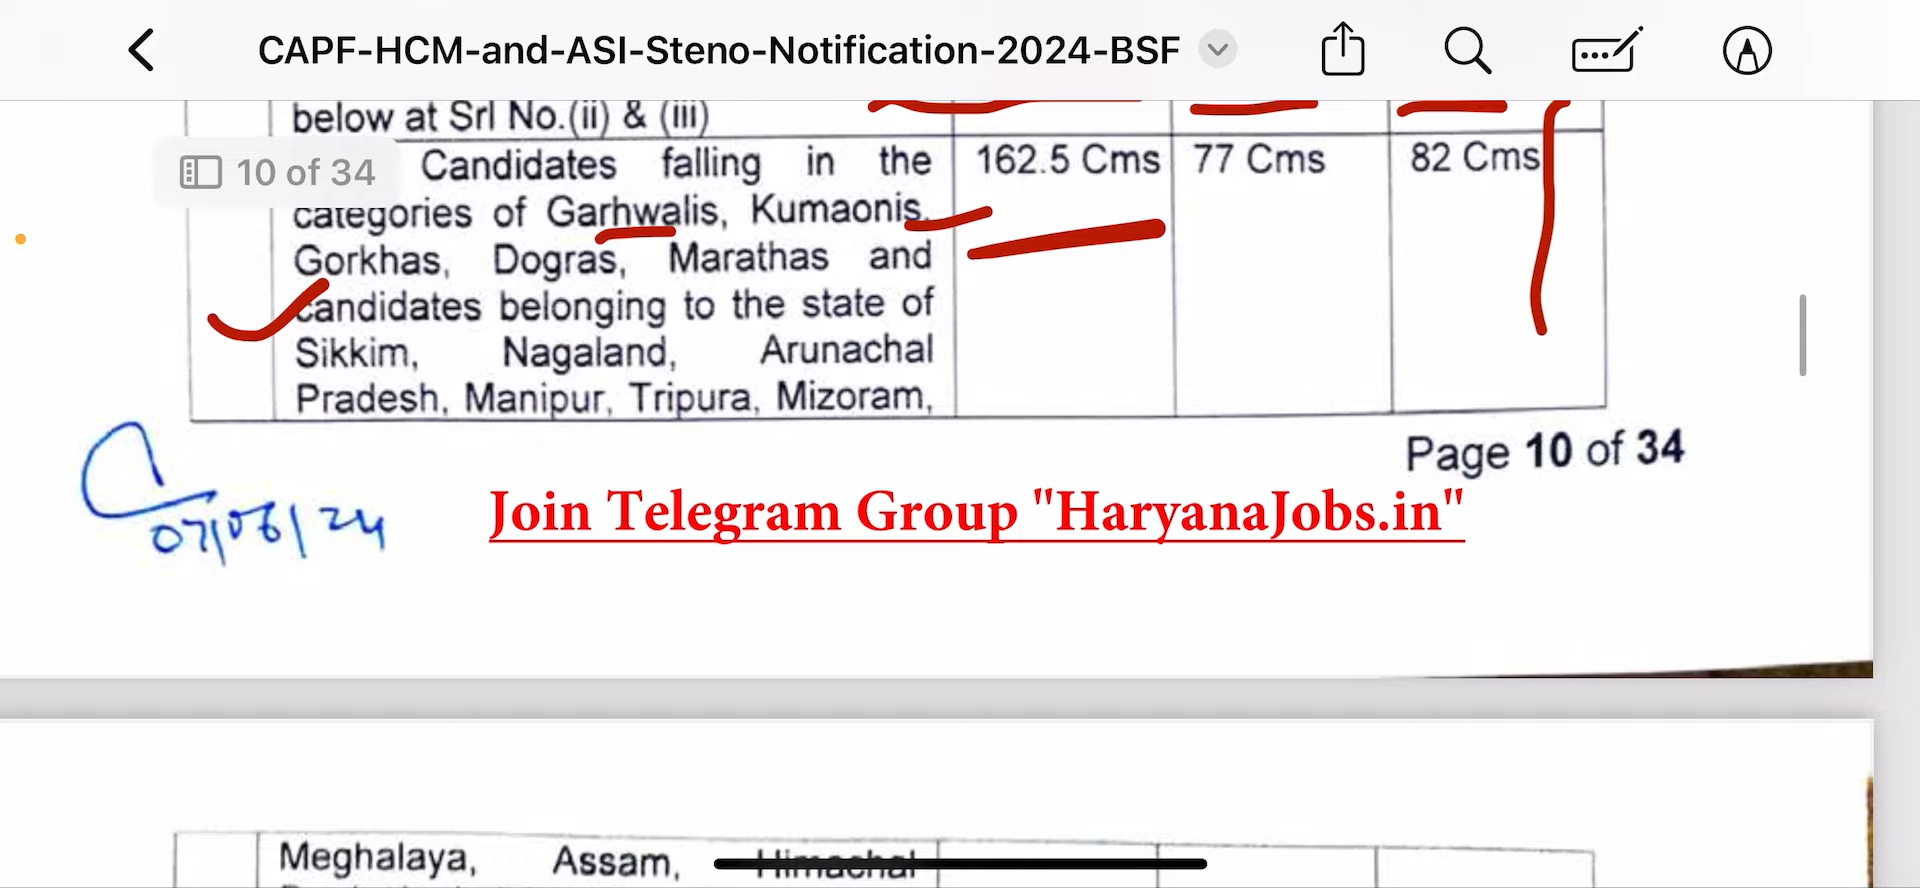 CAPF-HCM-and-ASI-Steno-Notification-2024-BSF
below at Srl No.(ii) & (iii)
10 of 34
Candidates falling in the
categories of Garhwalis, Kumaonis,
Gorkhas, Dogras, Marathas and
candidates belonging to the state of
Sikkim, Nagaland, Arunachal
Pradesh, Manipur, Tripura, Mizoram,
162.5 Cms
77 Cms
82 Cms
Page 10 of 34
07/06/24
Join Telegram Group "HaryanaJobs.in"
Meghalaya, Assam, Himachal